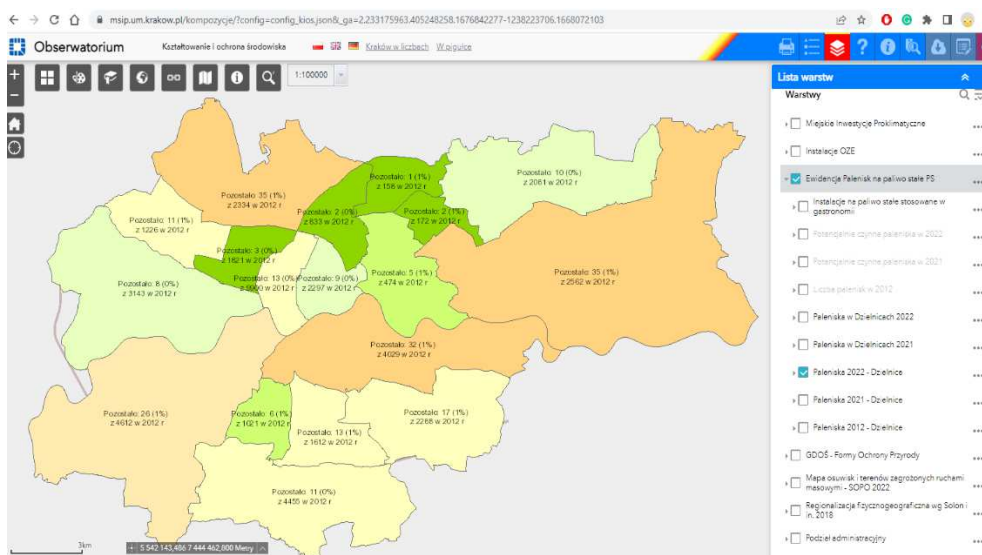 msip.um.krakow.pl/kompozycje/?config=config_kios.json&_ga=2.233175963.405248258.1676842277-1238223706.1668072103
Obserwatorium
Kształtowanie i ochrona środowiska
Kraków w liczbach
W pigułce
1:100000
Lista warstw
Warstwy
Miejskie Inwestycje Proklimatyczne
Instalacje OZE
Ewidencja Palenisk na paliwo stałe PS
Instalacje na paliwo stałe stosowane w
gastronomii
Potencjalnie czynne paleniska w 2022
Potencjalnie czynne paleniska w 2021
Liczba palenisk w 2012
Paleniska w Dzielnicach 2022
Paleniska w Dzielnicach 2021
Paleniska 2022 - Dzielnice
Paleniska 2021 - Dzielnice
Paleniska 2012 - Dzielnice
GDOŚ - Formy Ochrony Przyrody
Mapa osuwisk i terenów zagrożonych ruchami
masowymi - SOPO 2022
Regionalizacja fizycznogeograficzna wg Solon i
in. 2018
Podział administracyjny
Pozostało: 1 (1%)
z 156 w 2012 r
Pozostało: 10 (0%)
z 2081 w 2012 r
Pozostało: 35 (1%)
z 2334 w 2012 r
Pozostało: 2 (0%)
z 833 w 2012 r
Pozostało: 2 (1%)
z 172 w 2012 r
Pozostało: 11 (1%)
z 1226 w 2012 r
Pozostało: 3 (0%)
z 1621 w 2012 r
Pozostało: 5 (1%)
z 474 w 2012 r
Pozostało: 35 (1%)
z 2562 w 2012 r
Pozostało: 8 (0%)
z 3143 w 2012 r
Pozostało: 13 (0%)
w 2012 r
Pozostało: 9 (0%)
z 2297 w 2012 r
Pozostało: 32 (1%)
z 4029 w 2012 r
Pozostało: 26 (1%)
z 4612 w 2012 r
Pozostało: 6 (1%)
z 1021 w 2012 r
Pozostało: 13 (1%)
z 1612 w 2012 r
Pozostało: 17 (1%)
z 2268 w 2012 r
Pozostało: 11 (0%)
z 4455 w 2012 r
3km
5 542 143,486 7 444 462,800 Metry